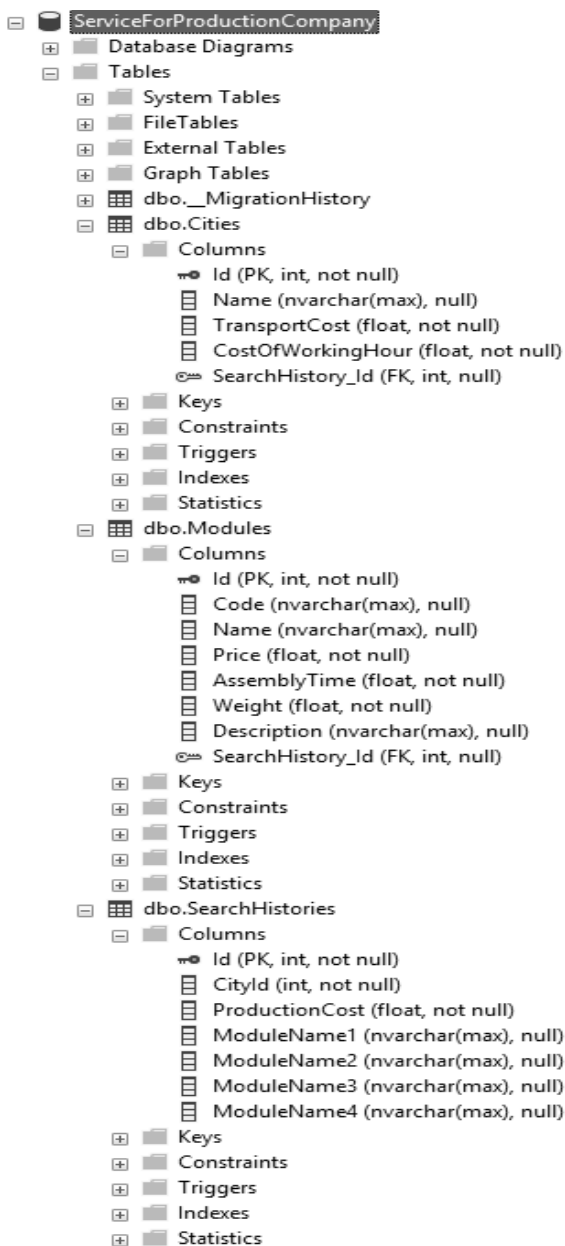 ServiceForProductionCompany
Database Diagrams
Tables
System Tables
FileTables
External Tables
Graph Tables
dbo.__MigrationHistory
dbo.Cities
Columns
Id (PK, int, not null)
Name (nvarchar(max), null)
TransportCost (float, not null)
CostOfWorkingHour (float, not null)
SearchHistory_Id (FK, int, null)
Keys
Constraints
Triggers
Indexes
Statistics
dbo.Modules
Columns
Id (PK, int, not null)
Code (nvarchar(max), null)
Name (nvarchar(max), null)
Price (float, not null)
AssemblyTime (float, not null)
Weight (float, not null)
Description (nvarchar(max), null)
SearchHistory_Id (FK, int, null)
Keys
Constraints
Triggers
Indexes
Statistics
dbo.SearchHistories
Columns
Id (PK, int, not null)
CityId (int, not null)
ProductionCost (float, not null)
ModuleName1 (nvarchar(max), null)
ModuleName2 (nvarchar(max), null)
ModuleName3 (nvarchar(max), null)
ModuleName4 (nvarchar(max), null)
Keys
Constraints
Triggers
Indexes
Statistics